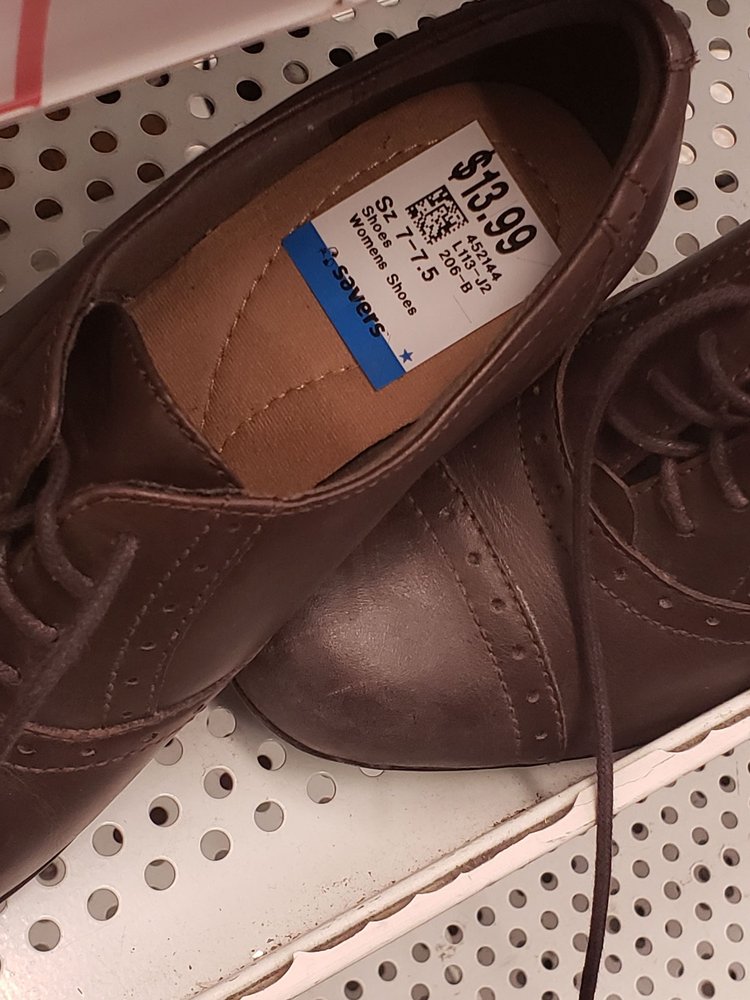 $13.99
452144
L113-J2
206-B
Sz 7-7.5
Shoes
Womens Shoes
savers